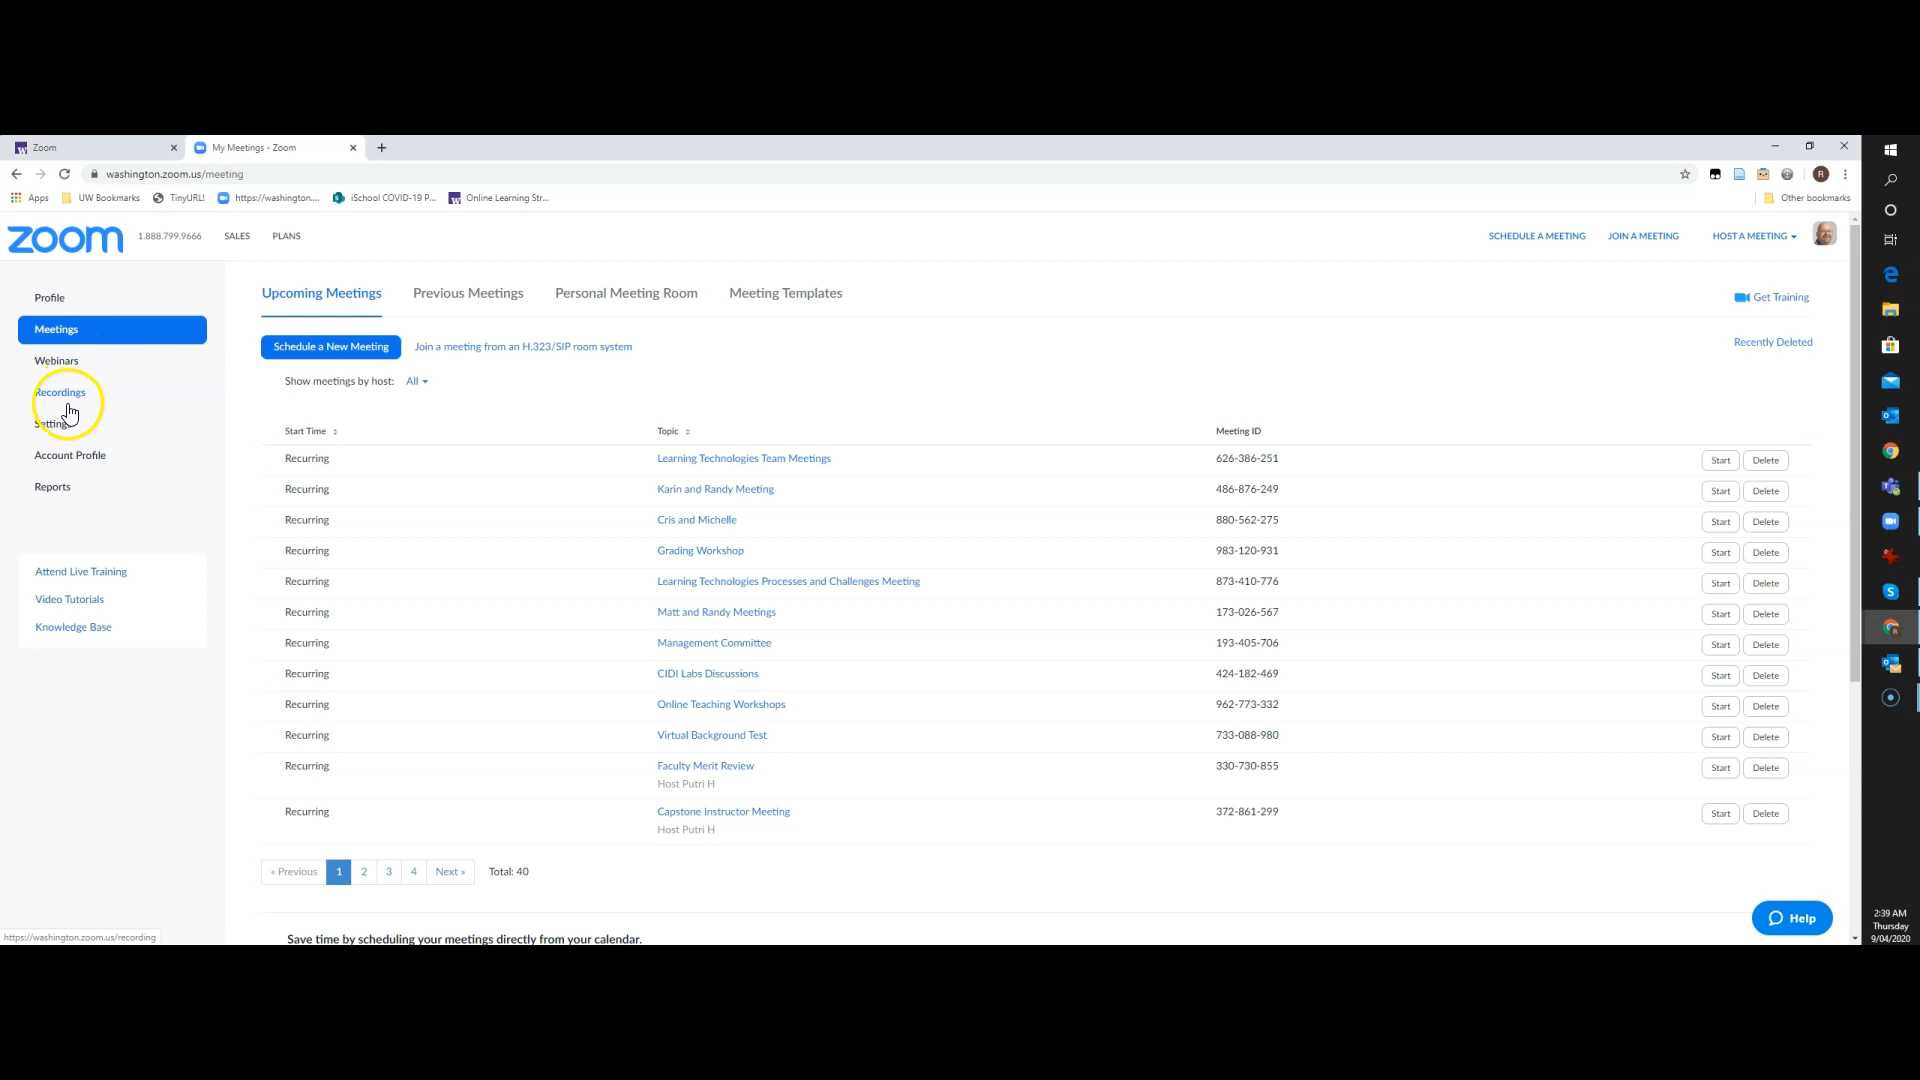 Zoom
My Meetings - Zoom
washington.zoom.us/meeting
R
Apps
UW Bookmarks
TinyURL!
https://washington....
iSchool COVID-19 P...
Online Learning Str...
Other bookmarks
zoom
1.888.799.9666
SALES
PLANS
SCHEDULE A MEETING
JOIN A MEETING
HOST A MEETING
Profile
Meetings
Webinars
Recordings
Settings
Account Profile
Reports
Attend Live Training
Video Tutorials
Knowledge Base
Upcoming Meetings
Previous Meetings
Personal Meeting Room
Meeting Templates
Get Training
Schedule a New Meeting
Join a meeting from an H.323/SIP room system
Recently Deleted
Show meetings by host: All
Start Time Topic Meeting ID
Recurring Learning Technologies Team Meetings 626-386-251 Start Delete
Recurring Karin and Randy Meeting 486-876-249 Start Delete
Recurring Cris and Michelle 880-562-275 Start Delete
Recurring Grading Workshop 983-120-931 Start Delete
Recurring Learning Technologies Processes and Challenges Meeting 873-410-776 Start Delete
Recurring Matt and Randy Meetings 173-026-567 Start Delete
Recurring Management Committee 193-405-706 Start Delete
Recurring CIDI Labs Discussions 424-182-469 Start Delete
Recurring Online Teaching Workshops 962-773-332 Start Delete
Recurring Virtual Background Test 733-088-980 Start Delete
Recurring Faculty Merit Review 330-730-855 Start Delete
Host Putri H
Recurring Capstone Instructor Meeting 372-861-299 Start Delete
Host Putri H
« Previous 1 2 3 4 Next » Total: 40
Save time by scheduling your meetings directly from your calendar.
Help
https://washington.zoom.us/recording
2:39 AM
Thursday
9/04/2020